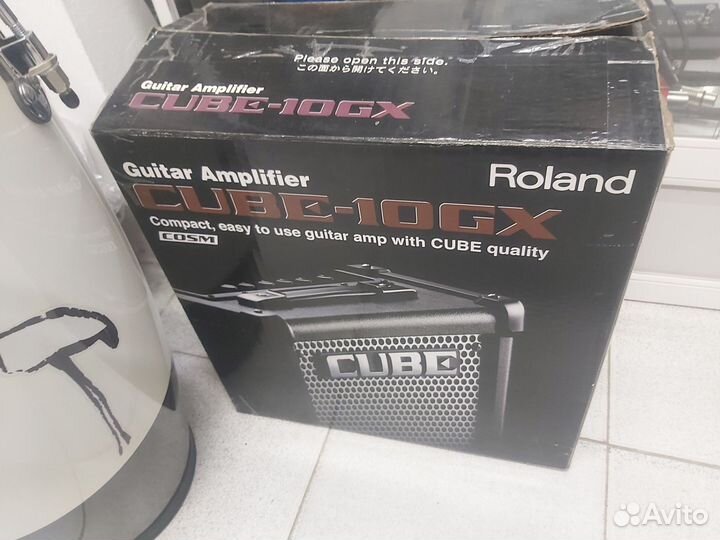 Please open this side.
この面から開けてください。
Guitar Amplifier
CUBE-10GX
Guitar Amplifier
Roland
CUBE-10GX
Compact, easy to use guitar amp with CUBE quality
COSM
CUBE
Avito